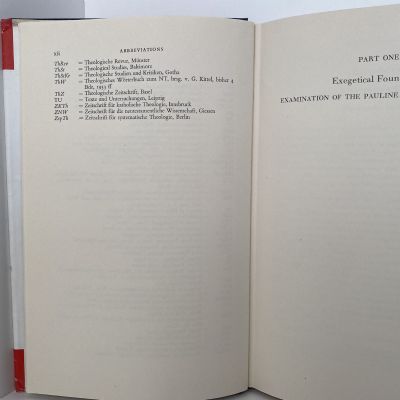 xii ABBREVIATIONS
ThRev = Theologische Revue, Münster
ThSt = Theological Studies, Baltimore
ThStKr = Theologische Studien und Kritiken, Gotha
ThW = Theologisches Wörterbuch zum NT, hrsg. v. G. Kittel, bisher 4
Bde, 1933 ff
ThZ = Theologische Zeitschrift, Basel
TU = Texte und Untersuchungen, Leipzig
ZKTh = Zeitschrift für katholische Theologie, Innsbruck
ZNW = Zeitschrift für die neutestamentliche Wissenschaft, Giessen
ZsyTh = Zeitschrift für systematische Theologie, Berlin
PART ONE
Exegetical Foun
EXAMINATION OF THE PAULINE